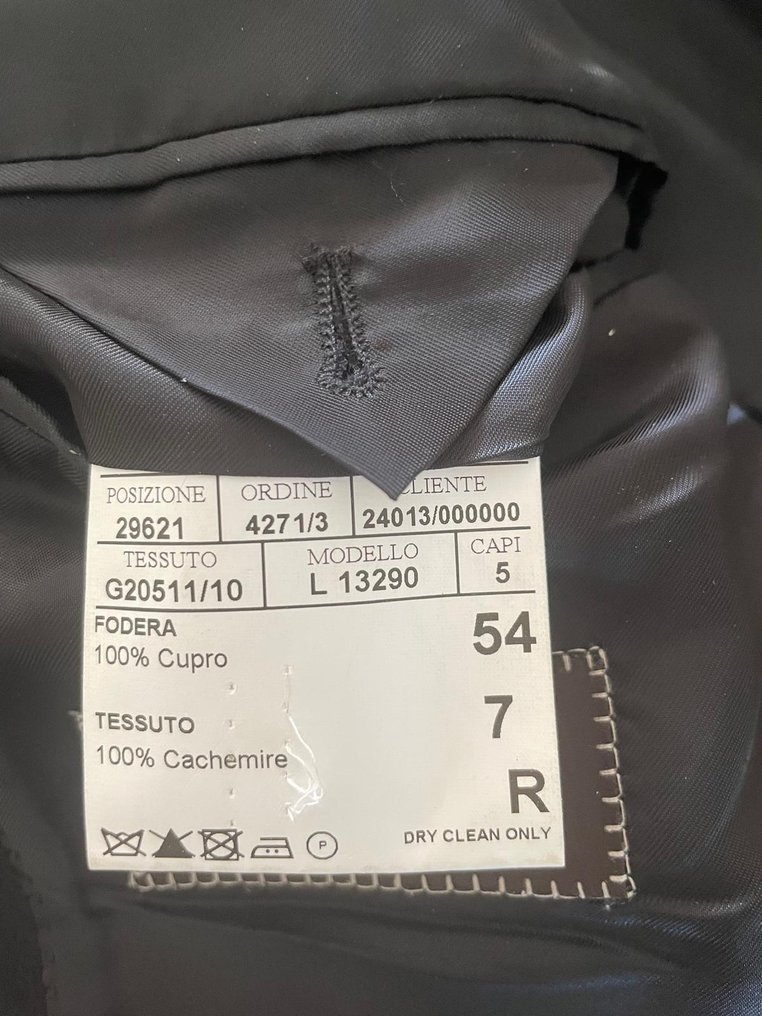 POSIZIONE ORDINE CLIENTE
29621 4271/3 24013/000000
TESSUTO MODELLO CAPI
G20511/10 L 13290 5
FODERA 54
100% Cupro
7
TESSUTO
100% Cachemire
R
P DRY CLEAN ONLY